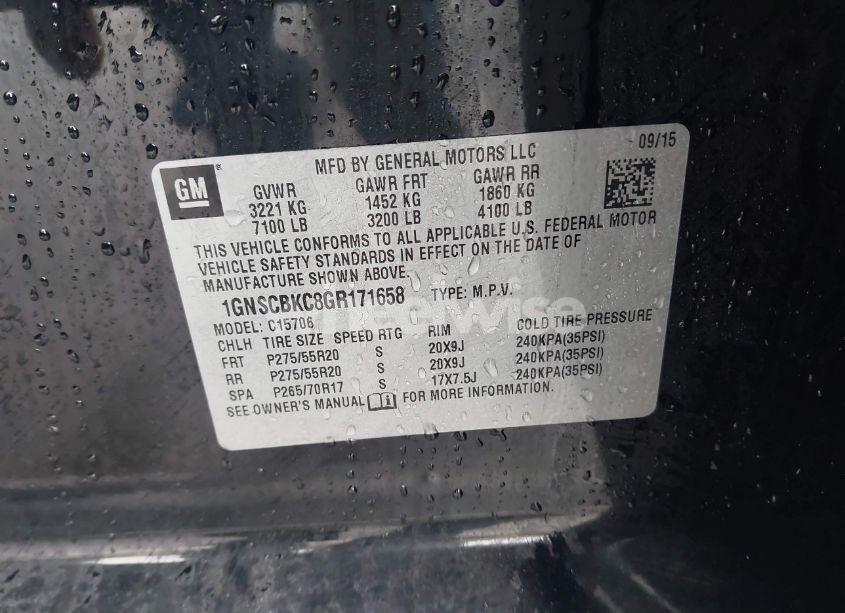 GM
MFD BY GENERAL MOTORS LLC
09/15
GVWR GAWR FRT GAWR RR
3221 KG 1452 KG 1860 KG
7100 LB 3200 LB 4100 LB
THIS VEHICLE CONFORMS TO ALL APPLICABLE U.S. FEDERAL MOTOR
VEHICLE SAFETY STANDARDS IN EFFECT ON THE DATE OF
MANUFACTURE SHOWN ABOVE.
1GNSCBKC8GR171658 TYPE: M.P.V.
MODEL: C15706
CHLH TIRE SIZE SPEED RTG RIM COLD TIRE PRESSURE
FRT P275/55R20 S 20X9J 240KPA(35PSI)
RR P275/55R20 S 20X9J 240KPA(35PSI)
SPA P265/70R17 S 17X7.5J 240KPA(35PSI)
SEE OWNER'S MANUAL FOR MORE INFORMATION.